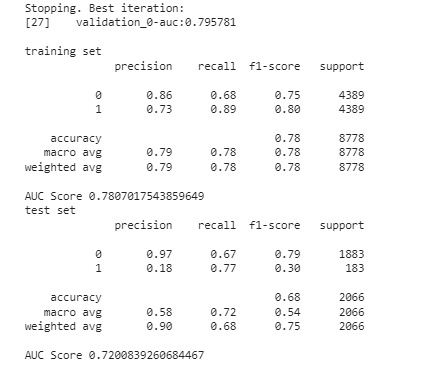 Stopping. Best iteration:
[27] validation_0-auc:0.795781
training set
precision recall f1-score support
0 0.86 0.68 0.75 4389
1 0.73 0.89 0.80 4389
accuracy 0.78 8778
macro avg 0.79 0.78 0.78 8778
weighted avg 0.79 0.78 0.78 8778
AUC Score 0.7807017543859649
test set
precision recall f1-score support
0 0.97 0.67 0.79 1883
1 0.18 0.77 0.30 183
accuracy 0.68 2066
macro avg 0.58 0.72 0.54 2066
weighted avg 0.90 0.68 0.75 2066
AUC Score 0.7200839260684467